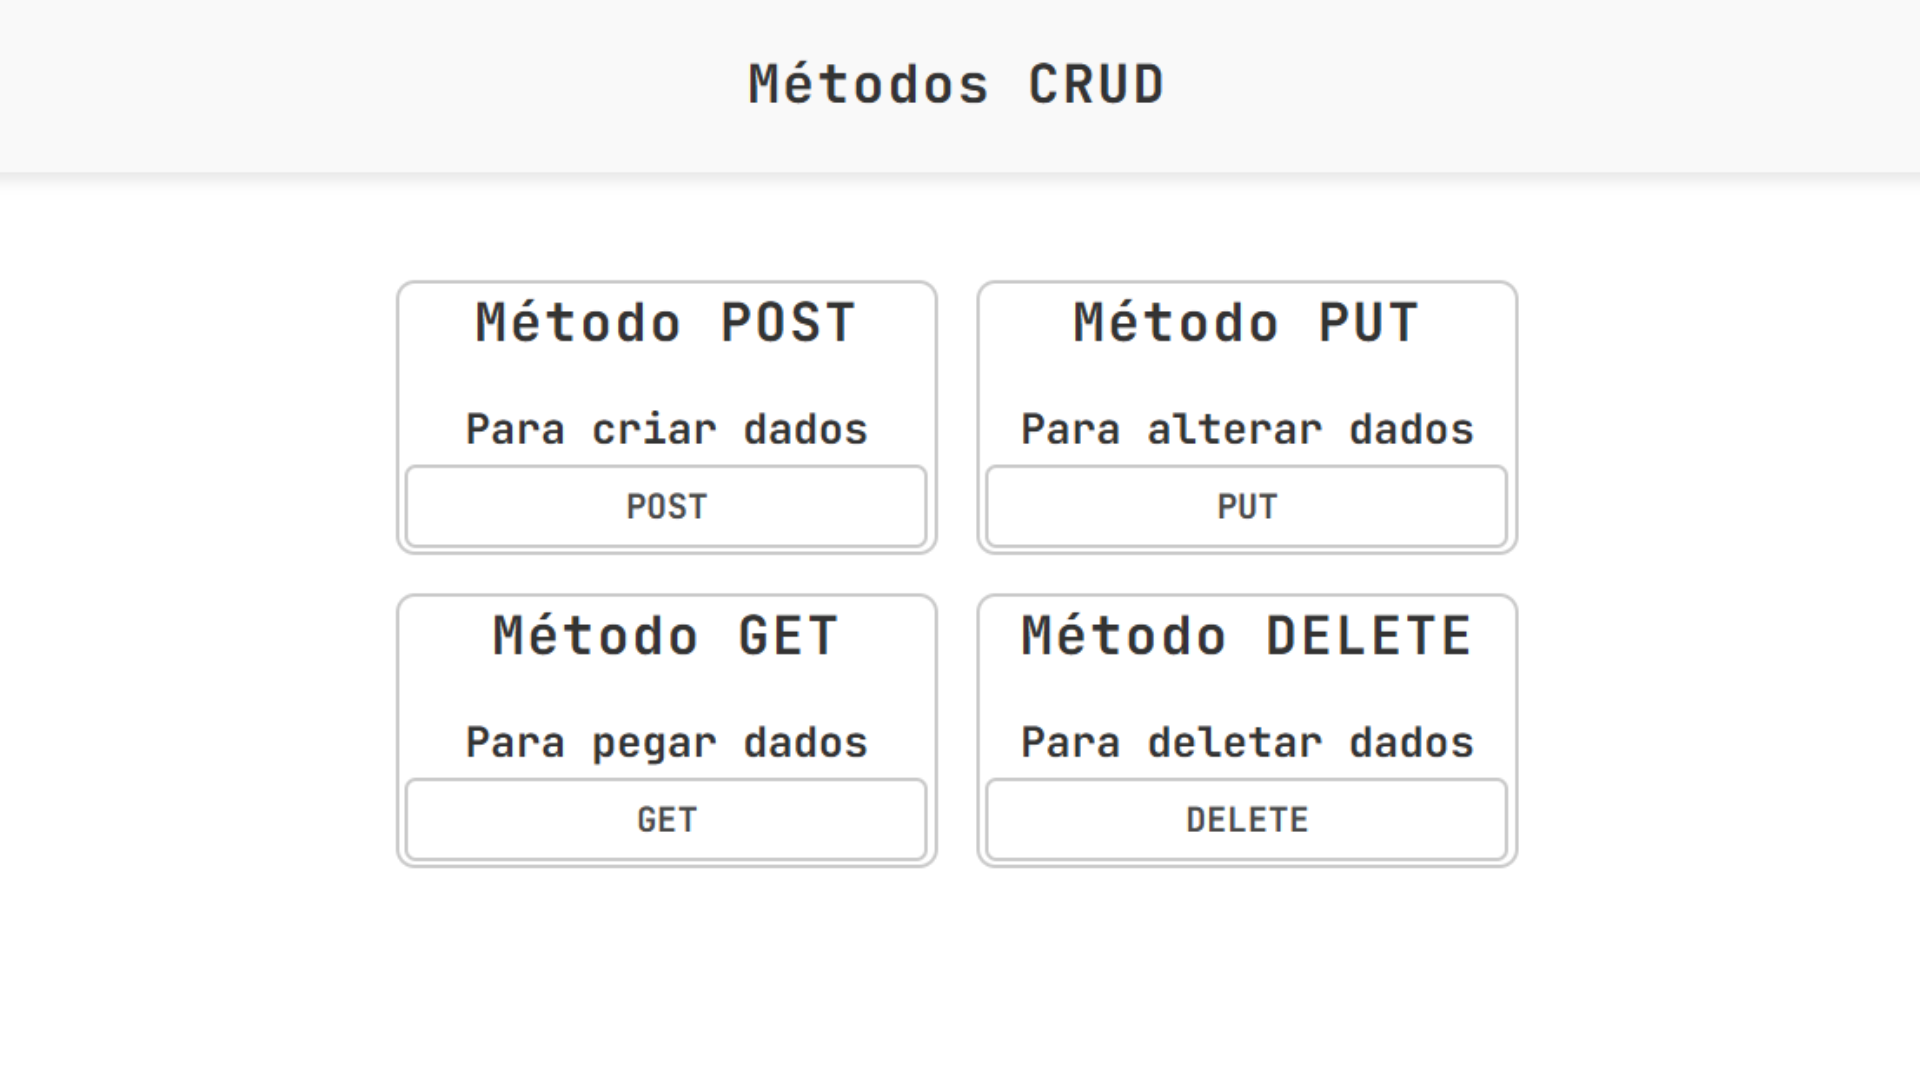 Métodos CRUD
Método POST
Para criar dados
POST
Método PUT
Para alterar dados
PUT
Método GET
Para pegar dados
GET
Método DELETE
Para deletar dados
DELETE